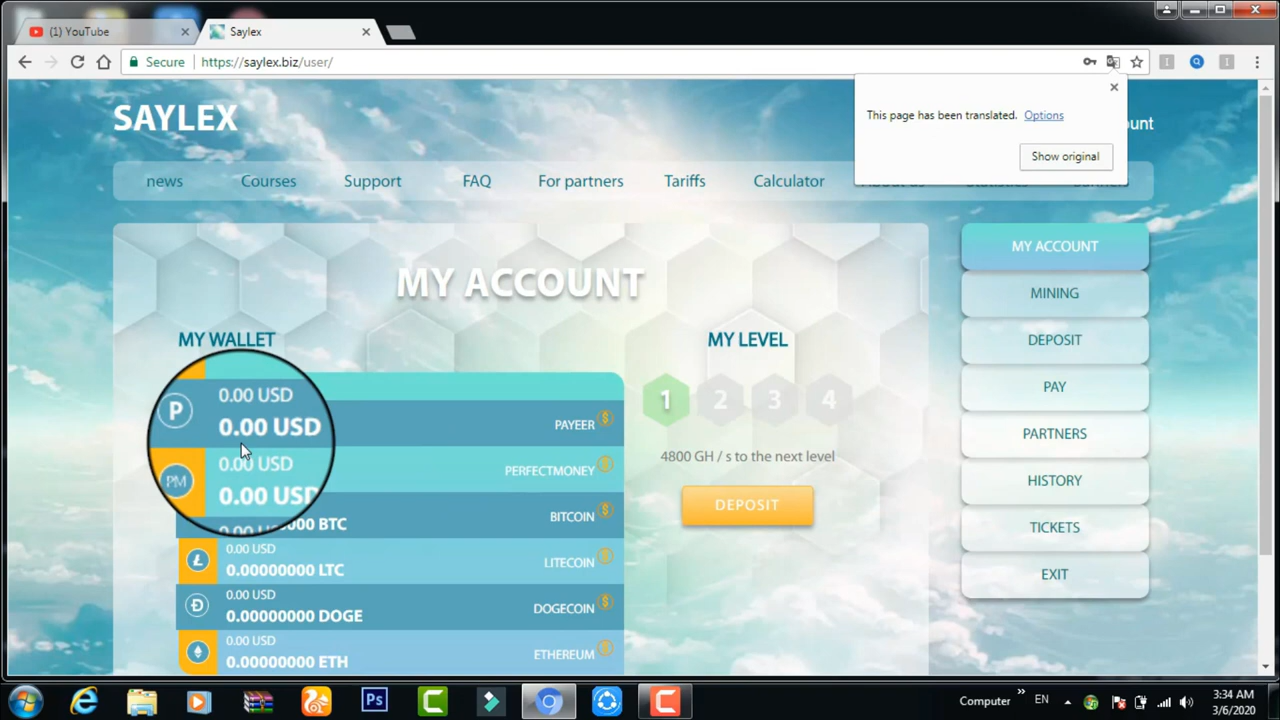 (1) YouTube
Saylex
Secure
https://saylex.biz/user/
This page has been translated. Options
Show original
SAYLEX
news
Courses
Support
FAQ
For partners
Tariffs
Calculator
MY ACCOUNT
MY WALLET
0.00 USD
0.00 USD
PAYEER
PM
0.00 USD
0.00 USD
PERFECTMONEY
BTC
BITCOIN
0.00 USD
0.00000000 LTC
LITECOIN
0.00 USD
0.00000000 DOGE
DOGECOIN
0.00 USD
0.00000000 ETH
ETHEREUM
MY LEVEL
1 2 3 4
4800 GH / s to the next level
DEPOSIT
MY ACCOUNT
MINING
DEPOSIT
PAY
PARTNERS
HISTORY
TICKETS
EXIT
Computer
EN
3:34 AM
3/6/2020